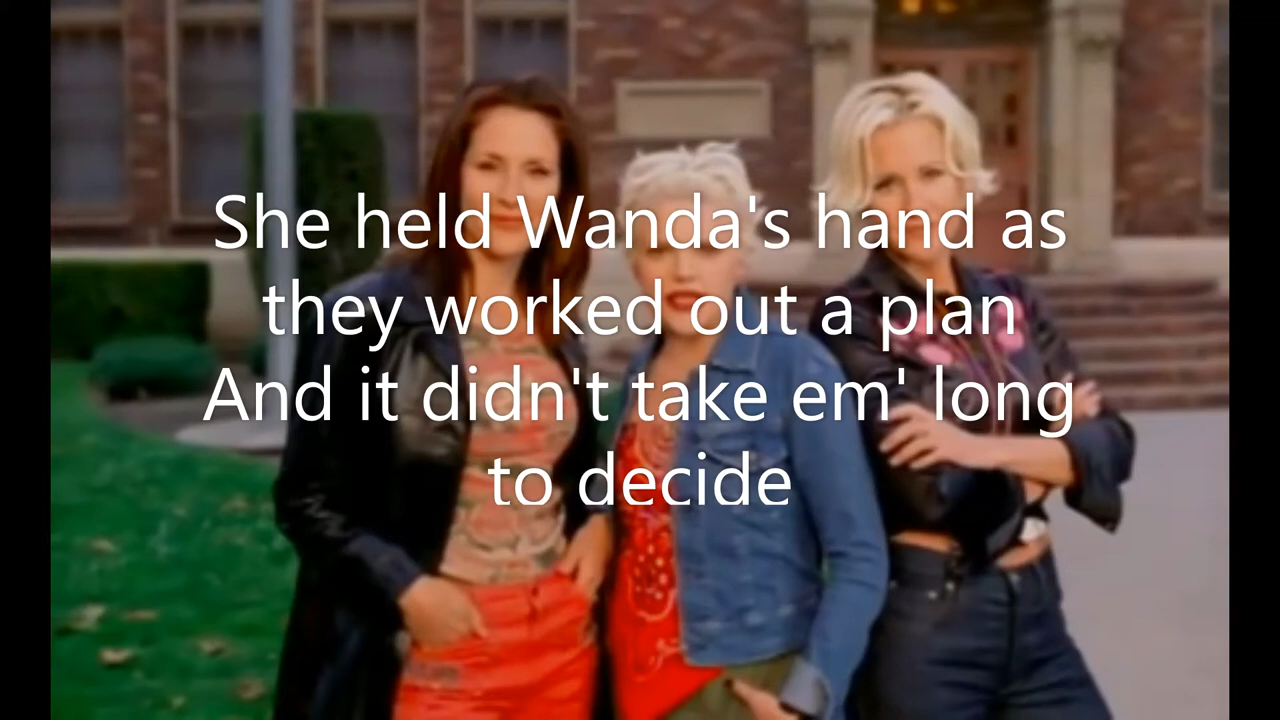 She held Wanda's hand as
they worked out a plan
And it didn't take em' long
to decide